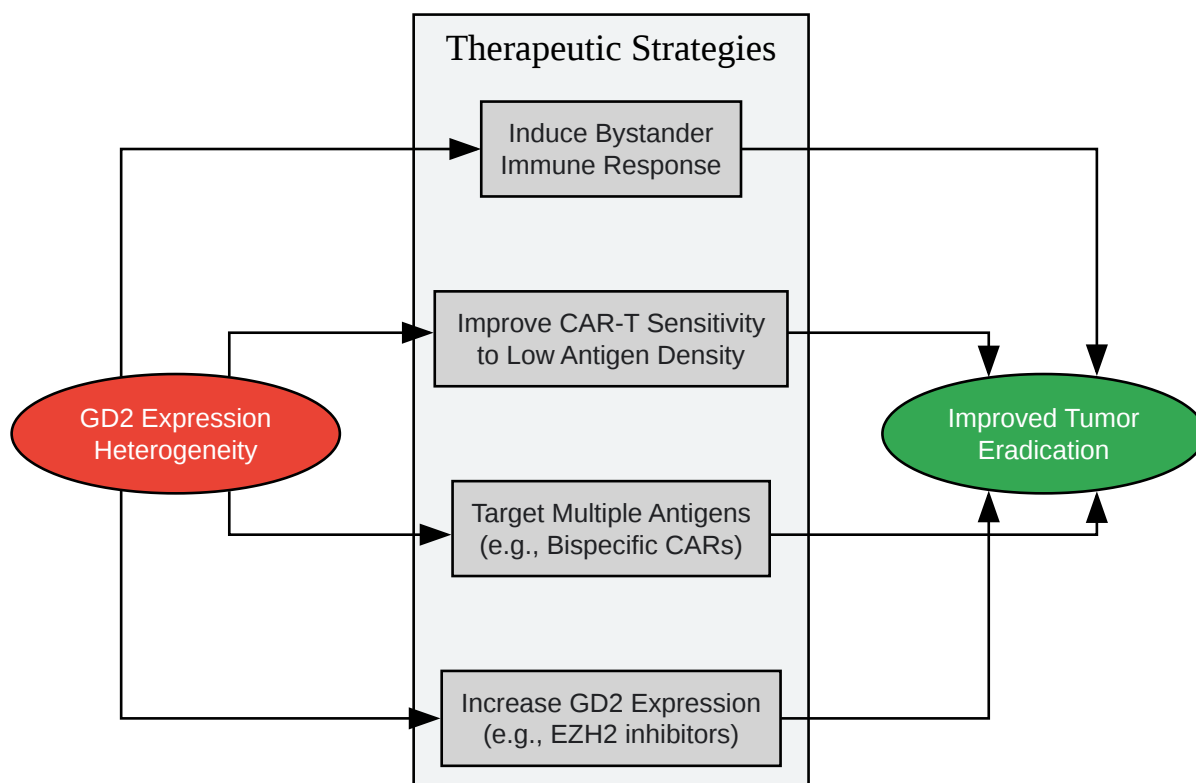 Therapeutic Strategies
Induce Bystander
Immune Response
Improve CAR-T Sensitivity
to Low Antigen Density
GD2 Expression
Heterogeneity
Improved Tumor
Eradication
Target Multiple Antigens
(e.g., Bispecific CARs)
Increase GD2 Expression
(e.g., EZH2 inhibitors)